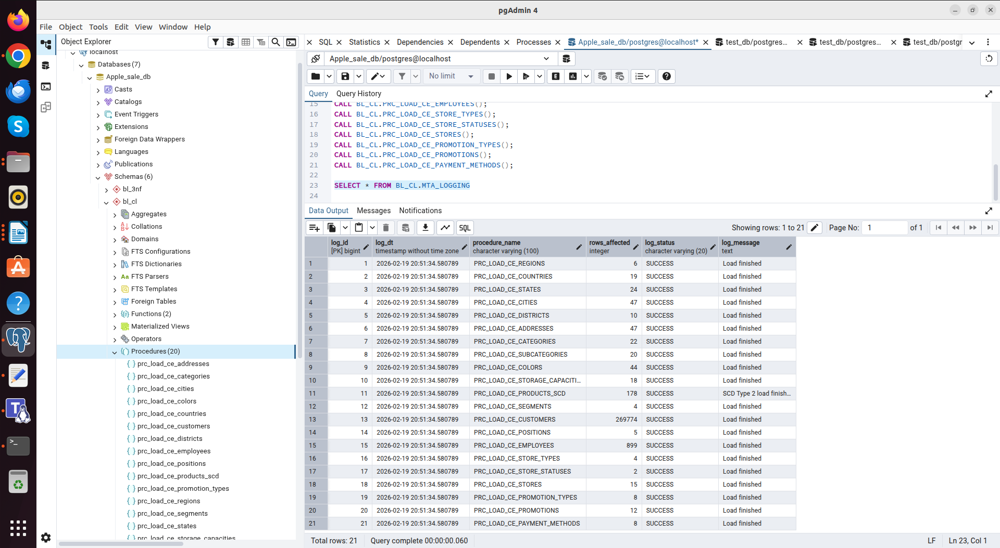 pgAdmin 4
File Object Tools Edit View Window Help
Object Explorer
SQL Statistics Dependencies Dependents Processes Apple_sale_db/postgres@localhost* test_db/postgres... test_db/postgres... test_db/postgr
localhost
Databases (7)
Apple_sale_db
Casts
Catalogs
Event Triggers
Extensions
Foreign Data Wrappers
Languages
Publications
Schemas (6)
bl_3nf
bl_cl
Aggregates
Collations
Domains
FTS Configurations
FTS Dictionaries
Aa FTS Parsers
FTS Templates
Foreign Tables
Functions (2)
Materialized Views
Operators
Procedures (20)
prc_load_ce_addresses
prc_load_ce_categories
prc_load_ce_cities
prc_load_ce_colors
prc_load_ce_countries
prc_load_ce_customers
prc_load_ce_districts
prc_load_ce_employees
prc_load_ce_positions
prc_load_ce_products_scd
prc_load_ce_promotion_types
prc_load_ce_regions
prc_load_ce_segments
prc_load_ce_states
prc_load_ce_storage_capacities
Apple_sale_db/postgres@localhost
No limit
E
Query Query History
15 CALL BL_CL.PRC_LOAD_CE_EMPLOYEES();
16 CALL BL_CL.PRC_LOAD_CE_STORE_TYPES();
17 CALL BL_CL.PRC_LOAD_CE_STORE_STATUSES();
18 CALL BL_CL.PRC_LOAD_CE_STORES();
19 CALL BL_CL.PRC_LOAD_CE_PROMOTION_TYPES();
20 CALL BL_CL.PRC_LOAD_CE_PROMOTIONS();
21 CALL BL_CL.PRC_LOAD_CE_PAYMENT_METHODS();
22
23 SELECT * FROM BL_CL.MTA_LOGGING
24
Data Output Messages Notifications
SQL Showing rows: 1 to 21 Page No: 1 of 1
log_id log_dt procedure_name rows_affected log_status log_message
[PK] bigint timestamp without time zone character varying (100) integer character varying (20) text
1 1 2026-02-19 20:51:34.580789 PRC_LOAD_CE_REGIONS 6 SUCCESS Load finished
2 2 2026-02-19 20:51:34.580789 PRC_LOAD_CE_COUNTRIES 19 SUCCESS Load finished
3 3 2026-02-19 20:51:34.580789 PRC_LOAD_CE_STATES 24 SUCCESS Load finished
4 4 2026-02-19 20:51:34.580789 PRC_LOAD_CE_CITIES 47 SUCCESS Load finished
5 5 2026-02-19 20:51:34.580789 PRC_LOAD_CE_DISTRICTS 10 SUCCESS Load finished
6 6 2026-02-19 20:51:34.580789 PRC_LOAD_CE_ADDRESSES 47 SUCCESS Load finished
7 7 2026-02-19 20:51:34.580789 PRC_LOAD_CE_CATEGORIES 22 SUCCESS Load finished
8 8 2026-02-19 20:51:34.580789 PRC_LOAD_CE_SUBCATEGORIES 20 SUCCESS Load finished
9 9 2026-02-19 20:51:34.580789 PRC_LOAD_CE_COLORS 44 SUCCESS Load finished
10 10 2026-02-19 20:51:34.580789 PRC_LOAD_CE_STORAGE_CAPACITI... 18 SUCCESS Load finished
11 11 2026-02-19 20:51:34.580789 PRC_LOAD_CE_PRODUCTS_SCD 178 SUCCESS SCD Type 2 load finish...
12 12 2026-02-19 20:51:34.580789 PRC_LOAD_CE_SEGMENTS 4 SUCCESS Load finished
13 13 2026-02-19 20:51:34.580789 PRC_LOAD_CE_CUSTOMERS 269774 SUCCESS Load finished
14 14 2026-02-19 20:51:34.580789 PRC_LOAD_CE_POSITIONS 5 SUCCESS Load finished
15 15 2026-02-19 20:51:34.580789 PRC_LOAD_CE_EMPLOYEES 899 SUCCESS Load finished
16 16 2026-02-19 20:51:34.580789 PRC_LOAD_CE_STORE_TYPES 4 SUCCESS Load finished
17 17 2026-02-19 20:51:34.580789 PRC_LOAD_CE_STORE_STATUSES 2 SUCCESS Load finished
18 18 2026-02-19 20:51:34.580789 PRC_LOAD_CE_STORES 15 SUCCESS Load finished
19 19 2026-02-19 20:51:34.580789 PRC_LOAD_CE_PROMOTION_TYPES 8 SUCCESS Load finished
20 20 2026-02-19 20:51:34.580789 PRC_LOAD_CE_PROMOTIONS 12 SUCCESS Load finished
21 21 2026-02-19 20:51:34.580789 PRC_LOAD_CE_PAYMENT_METHODS 8 SUCCESS Load finished
Total rows: 21 Query complete 00:00:00.060 LF Ln 23, Col 1